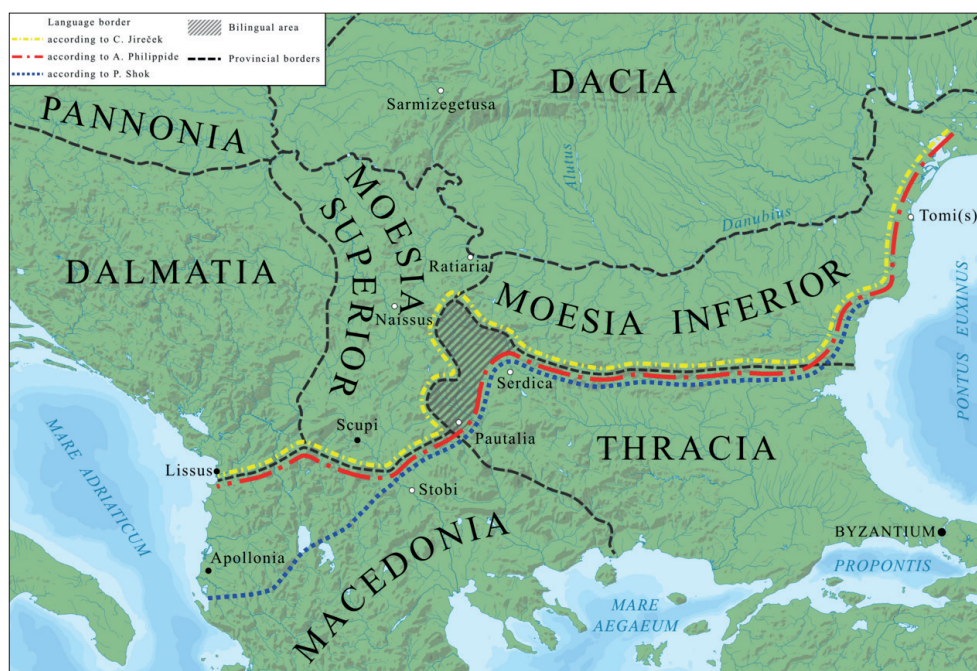 Language border
according to C. Jireček
according to A. Philippide
according to P. Shok
Bilingual area
Provincial borders
DACIA
Sarmizegetusa
PANNONIA
Alutus
MOESIA
SUPERIOR
Danubius
Tomi(s)
DALMATIA
Ratiaria
MOESIA INFERIOR
Naissus
PONTUS EUXINUS
Serdica
Scupi
Pautalia
THRACIA
Lissus
MARE ADRIATICUM
Stobi
BYZANTIUM
Apollonia
MACEDONIA
PROPONTIS
MARE
AEGAEUM